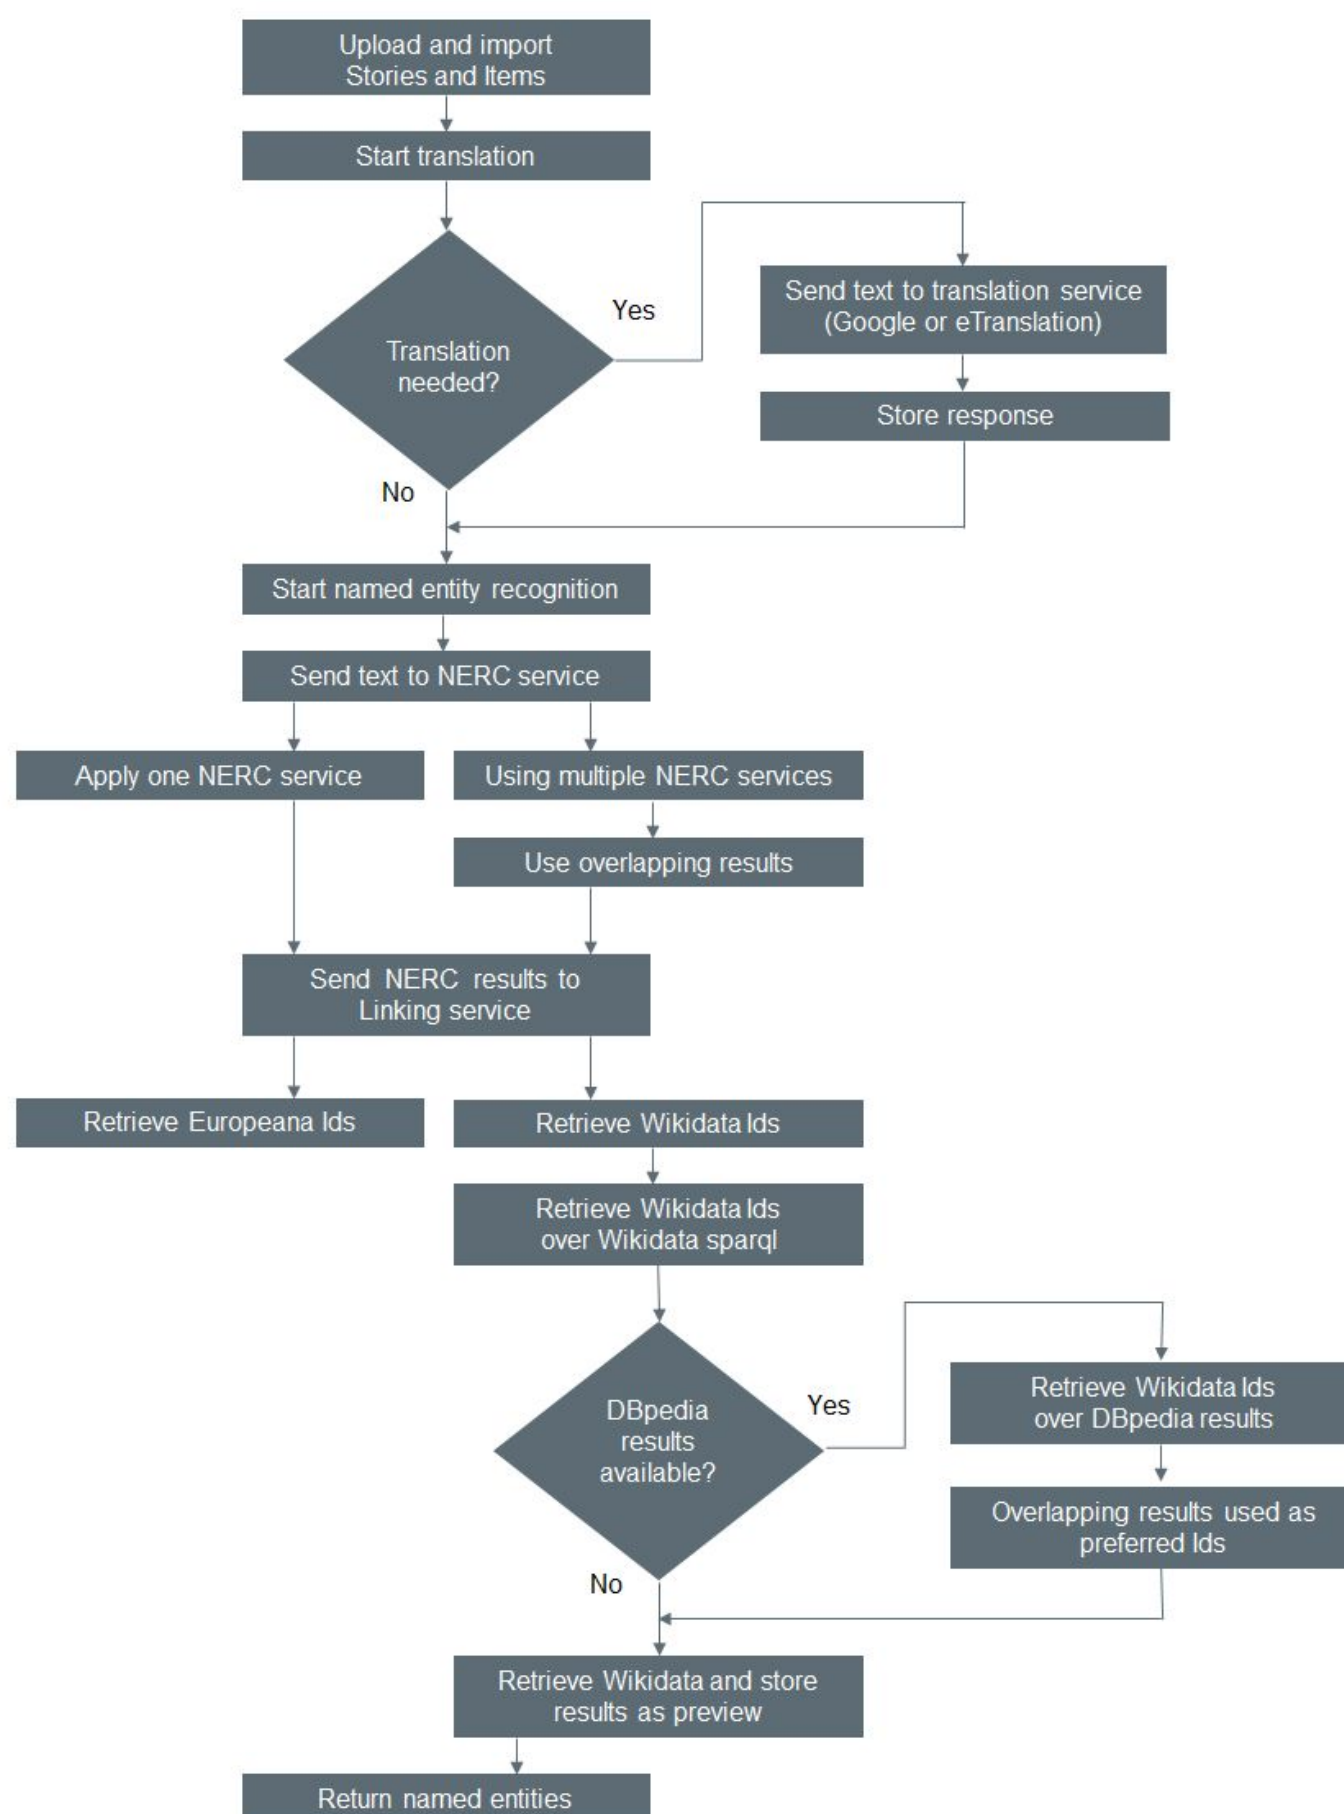 Upload and import
Stories and Items
Start translation
Yes
Send text to translation service
(Google or eTranslation)
Translation
needed?
Store response
No
Start named entity recognition
Send text to NERC service
Apply one NERC service
Using multiple NERC services
Use overlapping results
Send NERC results to
Linking service
Retrieve Europeana Ids
Retrieve Wikidata Ids
Retrieve Wikidata Ids
over Wikidata sparql
DBpedia
results
available?
Yes
Retrieve Wikidata Ids
over DBpedia results
Overlapping results used as
preferred Ids
No
Retrieve Wikidata and store
results as preview
Return named entities